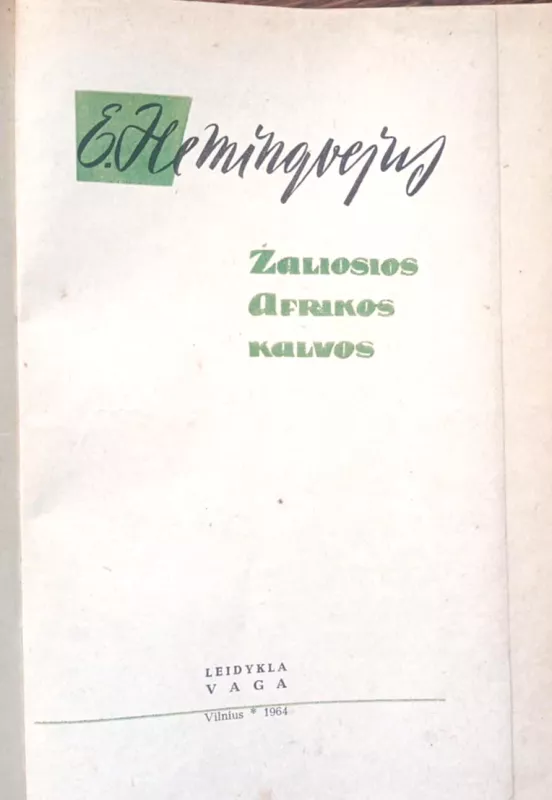 E. Hemingvejus
Žaliosios
Afrikos
kalvos
LEIDYKLA
VAGA
Vilnius * 1964